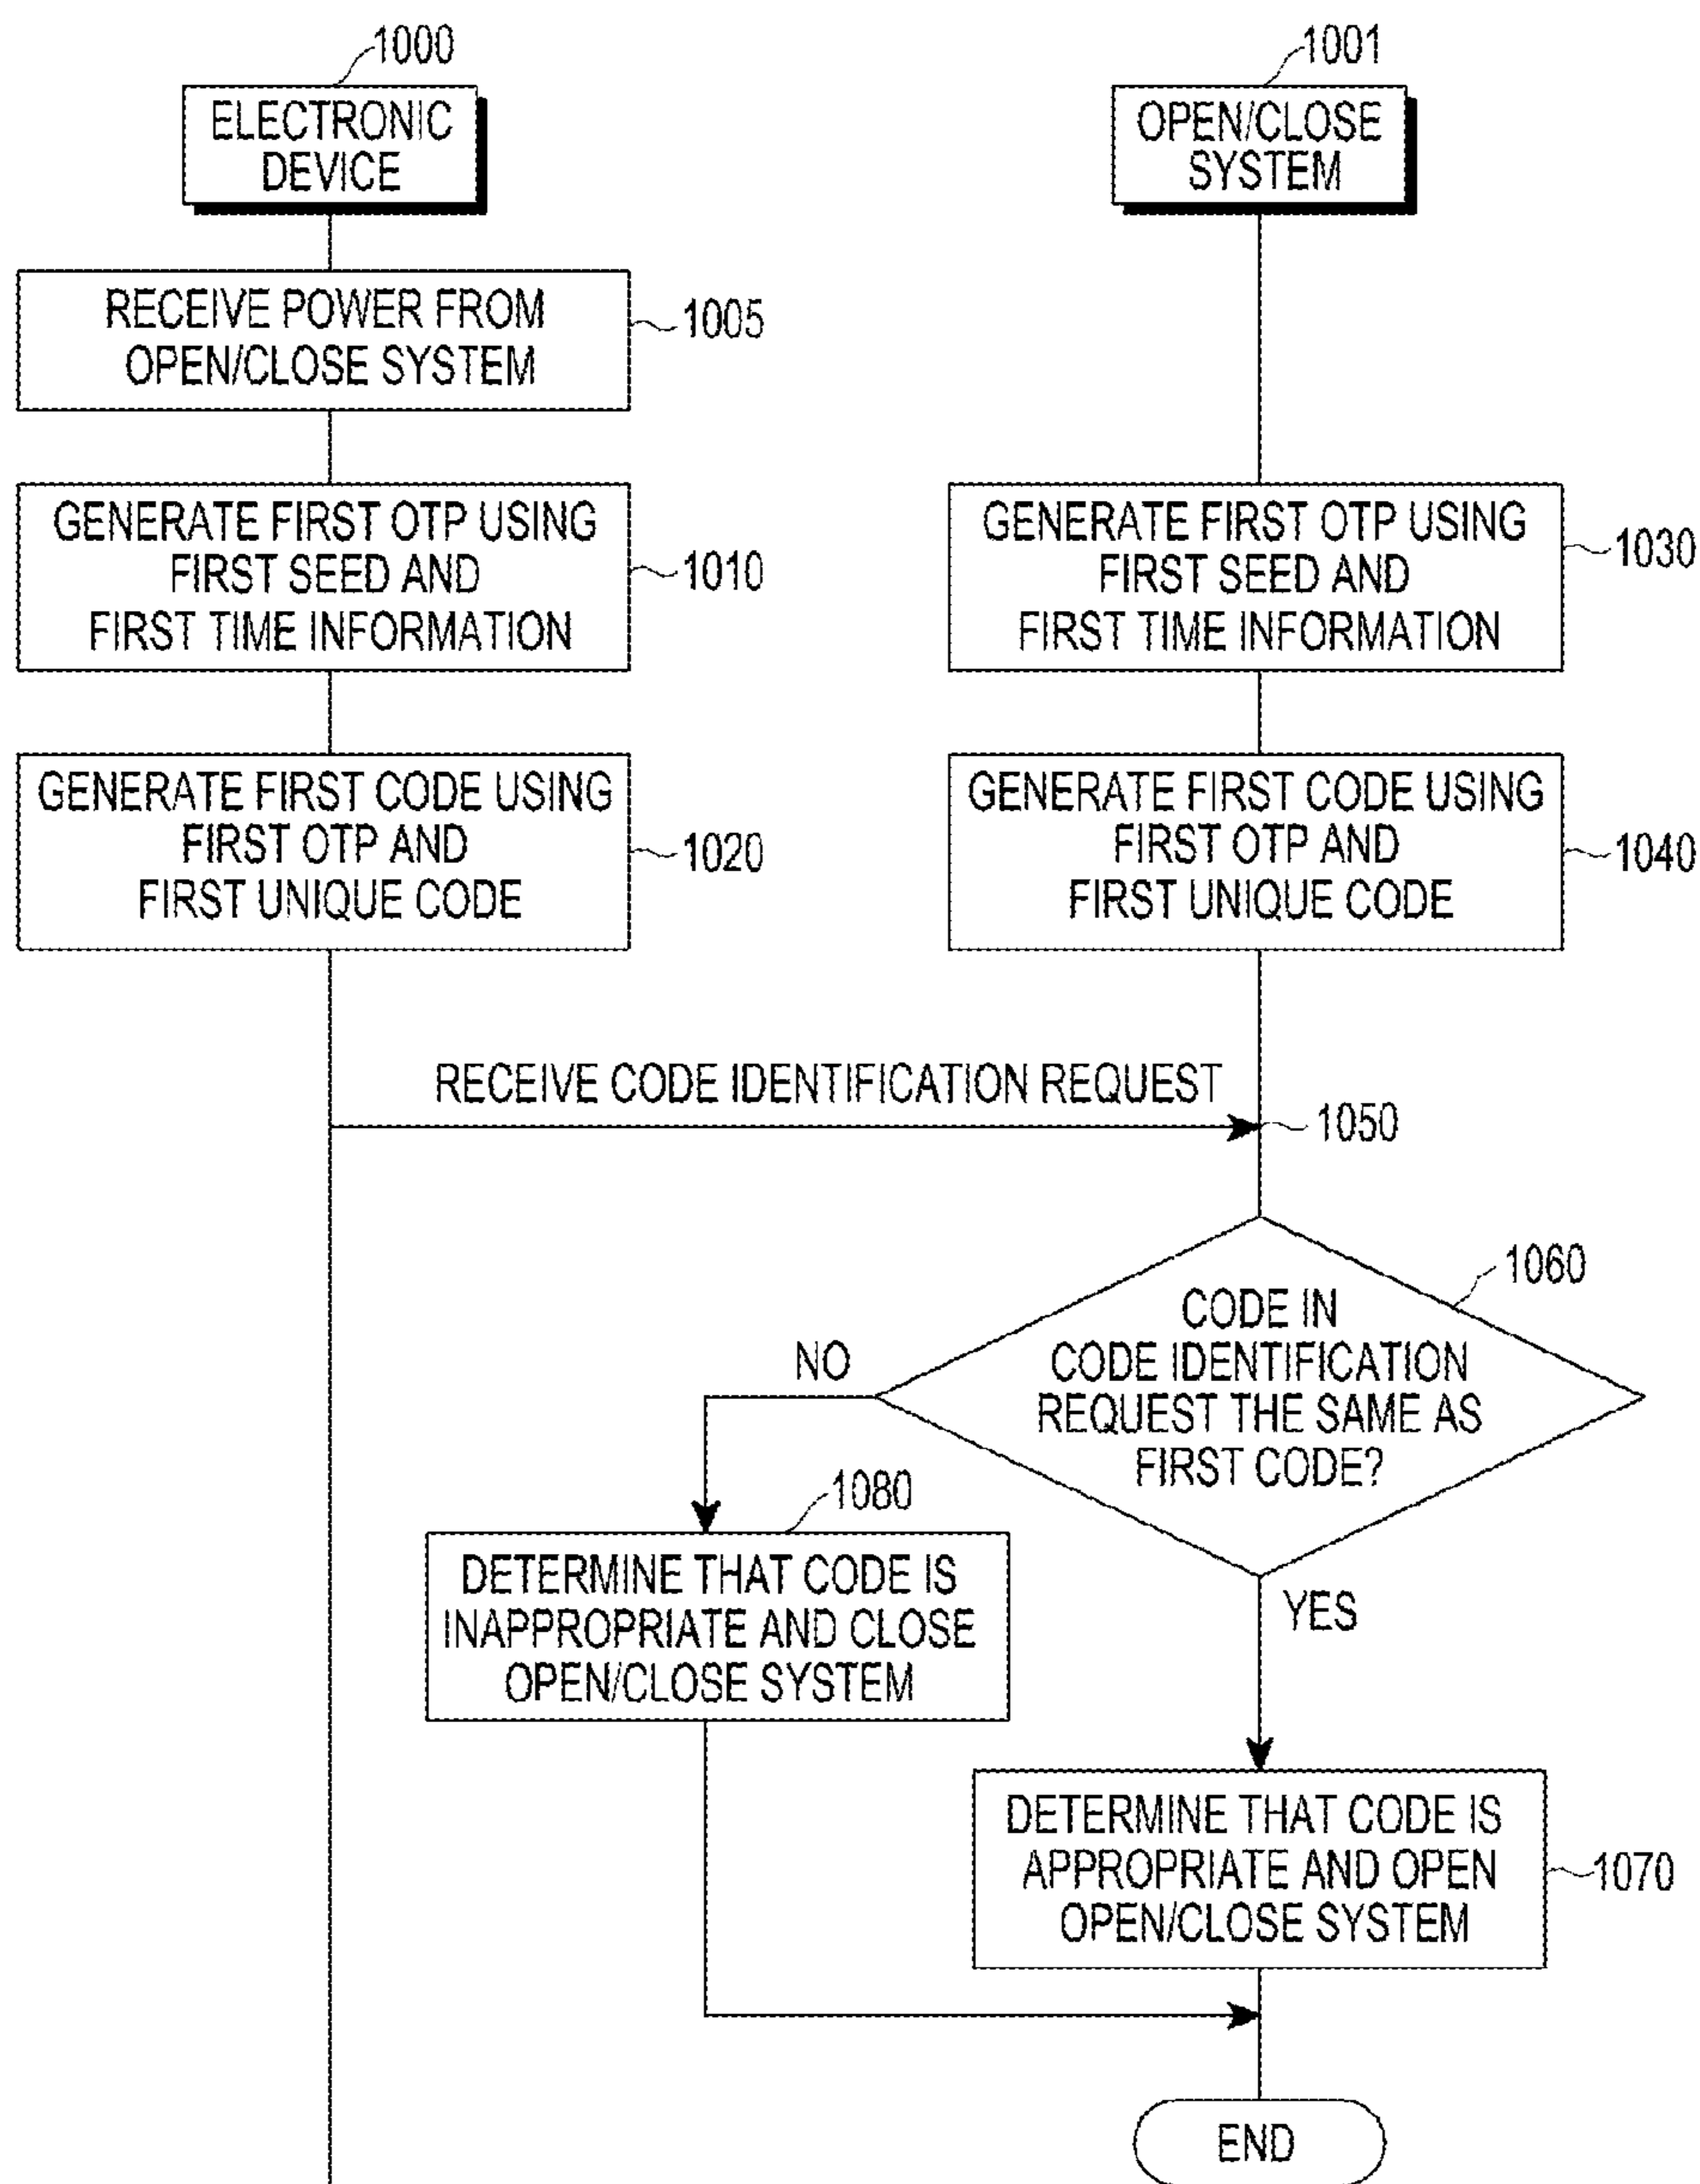 1000
ELECTRONIC
DEVICE
1001
OPEN/CLOSE
SYSTEM
RECEIVE POWER FROM
OPEN/CLOSE SYSTEM
1005
GENERATE FIRST OTP USING
FIRST SEED AND
FIRST TIME INFORMATION
1010
GENERATE FIRST OTP USING
FIRST SEED AND
FIRST TIME INFORMATION
1030
GENERATE FIRST CODE USING
FIRST OTP AND
FIRST UNIQUE CODE
1020
GENERATE FIRST CODE USING
FIRST OTP AND
FIRST UNIQUE CODE
1040
RECEIVE CODE IDENTIFICATION REQUEST
1050
1060
CODE IN
CODE IDENTIFICATION
REQUEST THE SAME AS
FIRST CODE?
NO
YES
1080
DETERMINE THAT CODE IS
INAPPROPRIATE AND CLOSE
OPEN/CLOSE SYSTEM
DETERMINE THAT CODE IS
APPROPRIATE AND OPEN
OPEN/CLOSE SYSTEM
1070
END